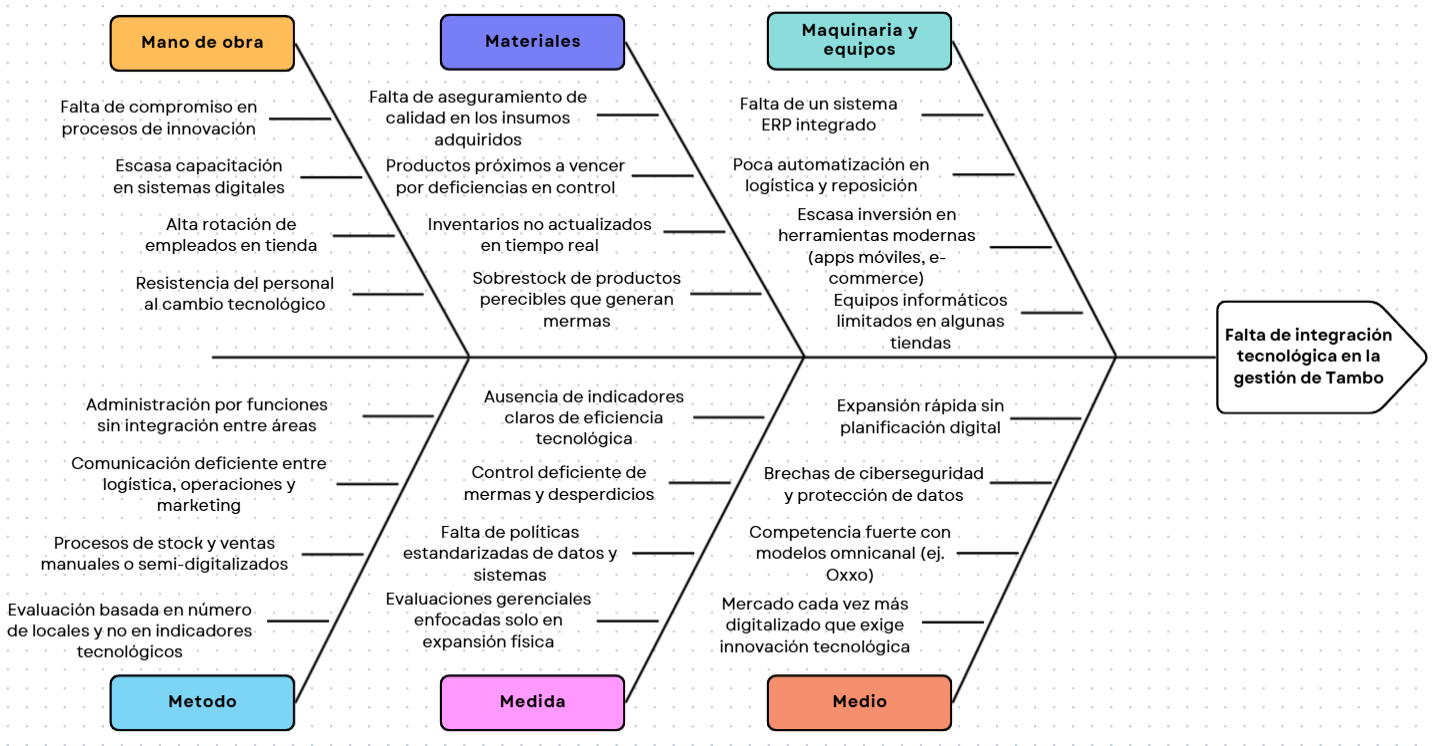 Mano de obra
Falta de compromiso en
procesos de innovación
Escasa capacitación
en sistemas digitales
Alta rotación de
empleados en tienda
Resistencia del personal
al cambio tecnológico
Materiales
Falta de aseguramiento de
calidad en los insumos
adquiridos
Productos próximos a vencer
por deficiencias en control
Inventarios no actualizados
en tiempo real
Sobrestock de productos
perecibles que generan
mermas
Maquinaria y
equipos
Falta de un sistema
ERP integrado
Poca automatización en
logística y reposición
Escasa inversión en
herramientas modernas
(apps móviles, e-
commerce)
Equipos informáticos
limitados en algunas
tiendas
Falta de integración
tecnológica en la
gestión de Tambo
Administración por funciones
sin integración entre áreas
Comunicación deficiente entre
logística, operaciones y
marketing
Procesos de stock y ventas
manuales o semi-digitalizados
Evaluación basada en número
de locales y no en indicadores
tecnológicos
Metodo
Ausencia de indicadores
claros de eficiencia
tecnológica
Control deficiente de
mermas y desperdicios
Falta de políticas
estandarizadas de datos y
sistemas
Evaluaciones gerenciales
enfocadas solo en
expansión física
Medida
Expansión rápida sin
planificación digital
Brechas de ciberseguridad
y protección de datos
Competencia fuerte con
modelos omnicanal (ej.
Oxxo)
Mercado cada vez más
digitalizado que exige
innovación tecnológica
Medio